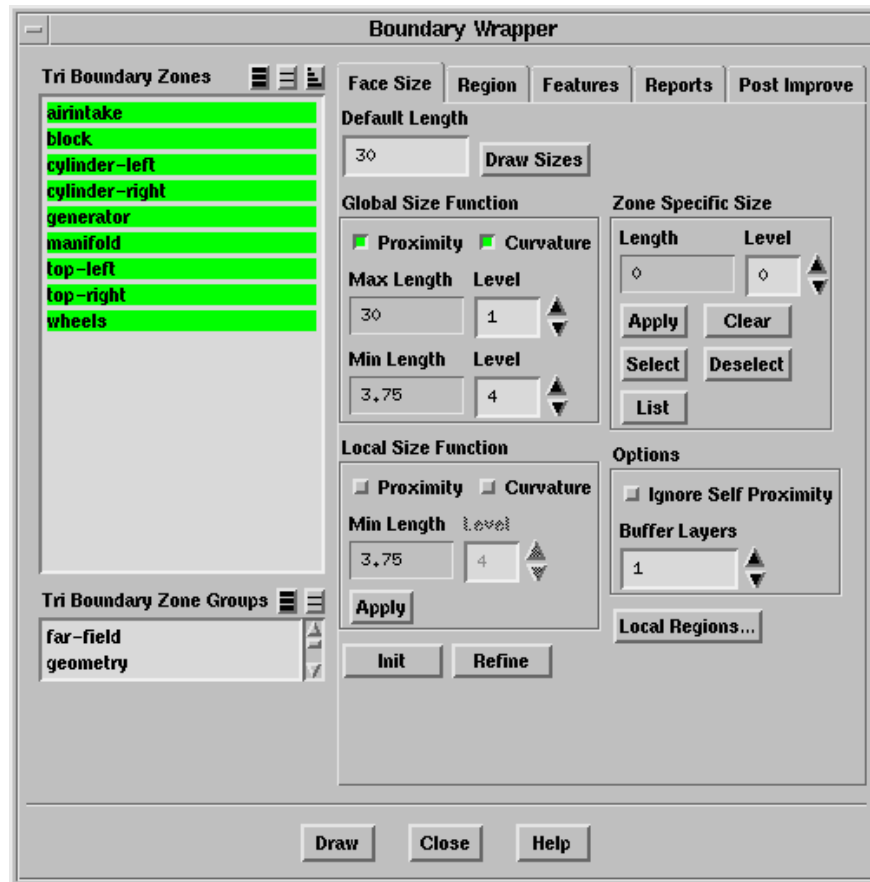 Boundary Wrapper
Tri Boundary Zones
airintake
block
cylinder-left
cylinder-right
generator
manifold
top-left
top-right
wheels
Tri Boundary Zone Groups
far-field
geometry
Face Size Region Features Reports Post Improve
Default Length
30 Draw Sizes
Global Size Function
Proximity Curvature
Max Length Level
30 1
Min Length Level
3.75 4
Zone Specific Size
Length Level
0 0
Apply Clear
Select Deselect
List
Local Size Function
Proximity Curvature
Min Length Level
3.75 4
Apply
Options
Ignore Self Proximity
Buffer Layers
1
Local Regions...
Init Refine
Draw Close Help